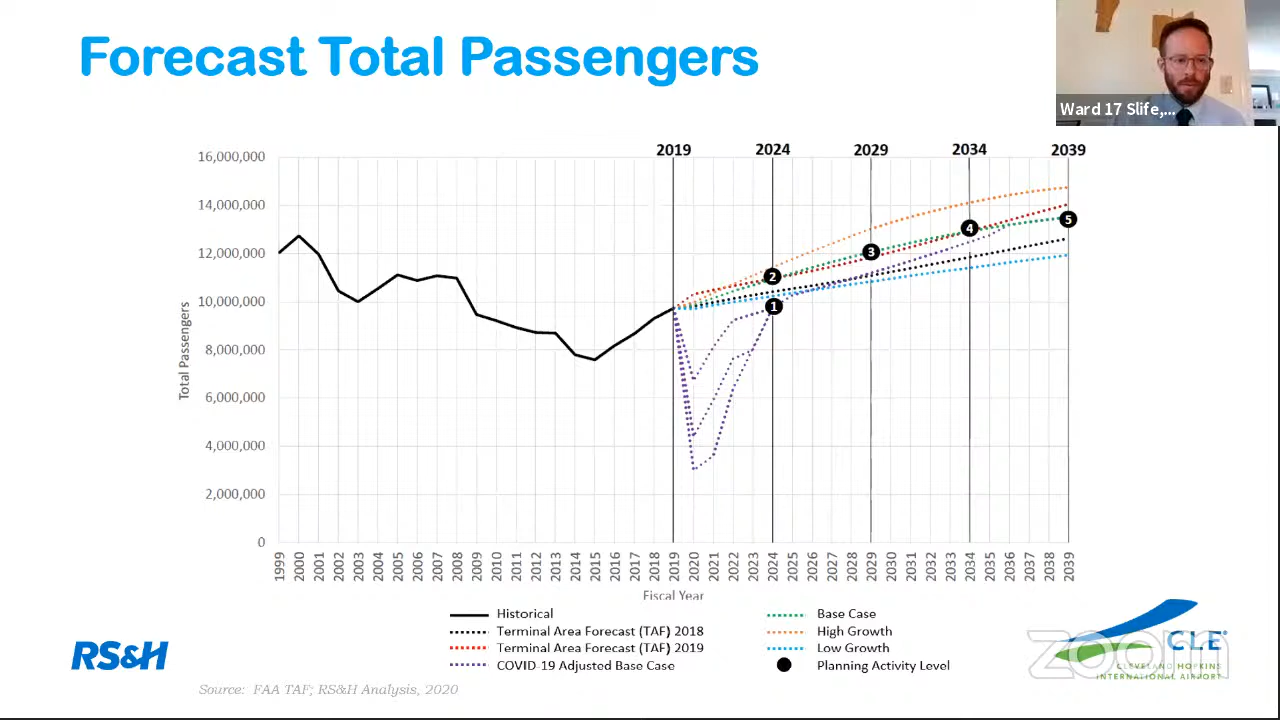 Forecast Total Passengers
Ward 17 Slife,...
2019 2024 2029 2034 2039
16,000,000
14,000,000
12,000,000
10,000,000
8,000,000
6,000,000
4,000,000
2,000,000
0
Total Passengers
1
2
3
4
5
1999 2000 2001 2002 2003 2004 2005 2006 2007 2008 2009 2010 2011 2012 2013 2014 2015 2016 2017 2018 2019 2020 2021 2022 2023 2024 2025 2026 2027 2028 2029 2030 2031 2032 2033 2034 2035 2036 2037 2038 2039
Fiscal Year
Historical
Terminal Area Forecast (TAF) 2018
Terminal Area Forecast (TAF) 2019
COVID-19 Adjusted Base Case
Base Case
High Growth
Low Growth
Planning Activity Level
RS&H
Source: FAA TAF; RS&H Analysis, 2020
CLE
zoom
CLEVELAND HOPKINS
INTERNATIONAL AIRPORT